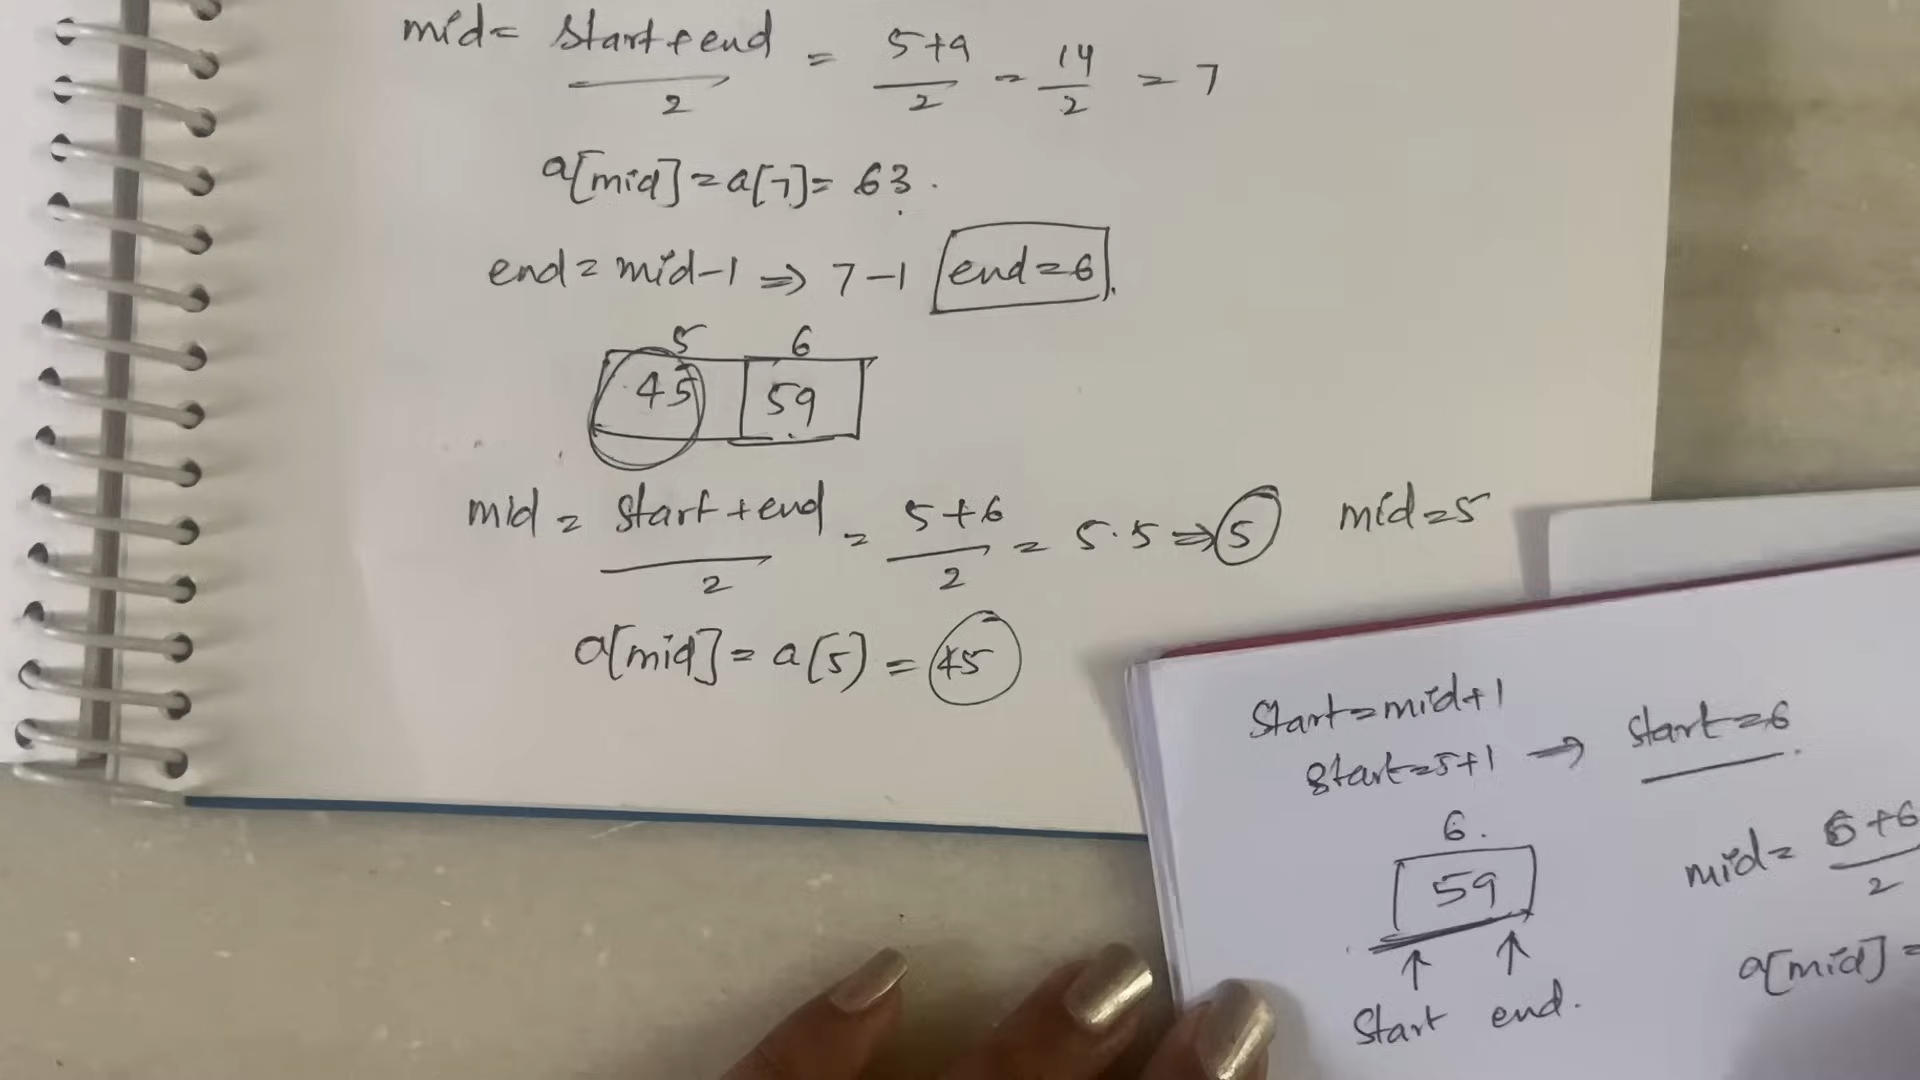 mid = start+end / 2 = 5+9 / 2 = 14 / 2 = 7
a[mid] = a[7] = 63.
end = mid-1 ⇒ 7-1 end=6.
5 6
45 59
mid = start+end / 2 = 5+6 / 2 = 5.5 ⇒ 5 mid=5
a[mid] = a[5) = 45
Start=mid+1
Start=5+1 → start=6.
6.
59
mid = 6+6 / 2
a[mid] =
Start end.